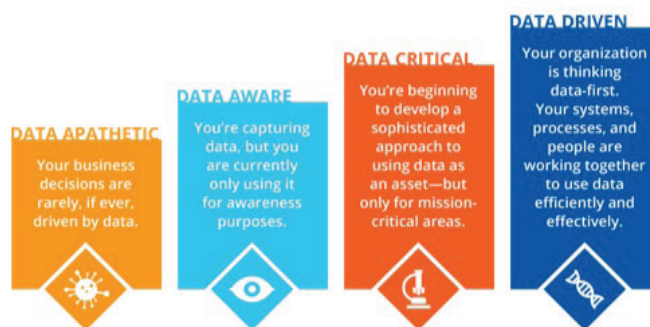 DATA APATHETIC
Your business
decisions are
rarely, if ever,
driven by data.
DATA AWARE
You're capturing
data, but you
are currently
only using it
for awareness
purposes.
DATA CRITICAL
You're beginning
to develop a
sophisticated
approach to
using data as
an asset—but
only for mission-
critical areas.
DATA DRIVEN
Your organization
is thinking
data-first.
Your systems,
processes, and
people are
working together
to use data
efficiently and
effectively.